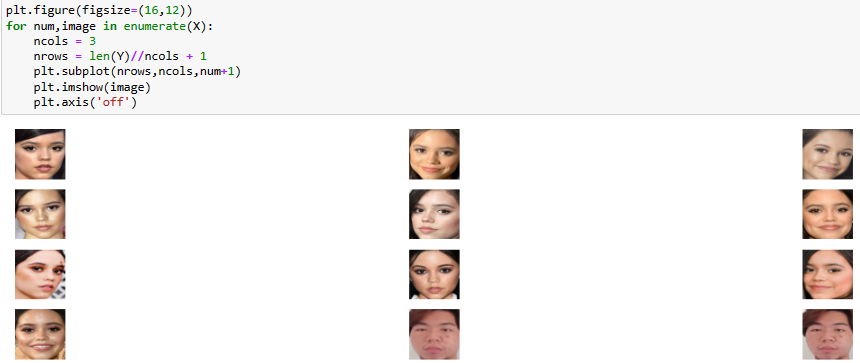 plt.figure(figsize=(16,12))
for num,image in enumerate(X):
    ncols = 3
    nrows = len(Y)//ncols + 1
    plt.subplot(nrows,ncols,num+1)
    plt.imshow(image)
    plt.axis('off')